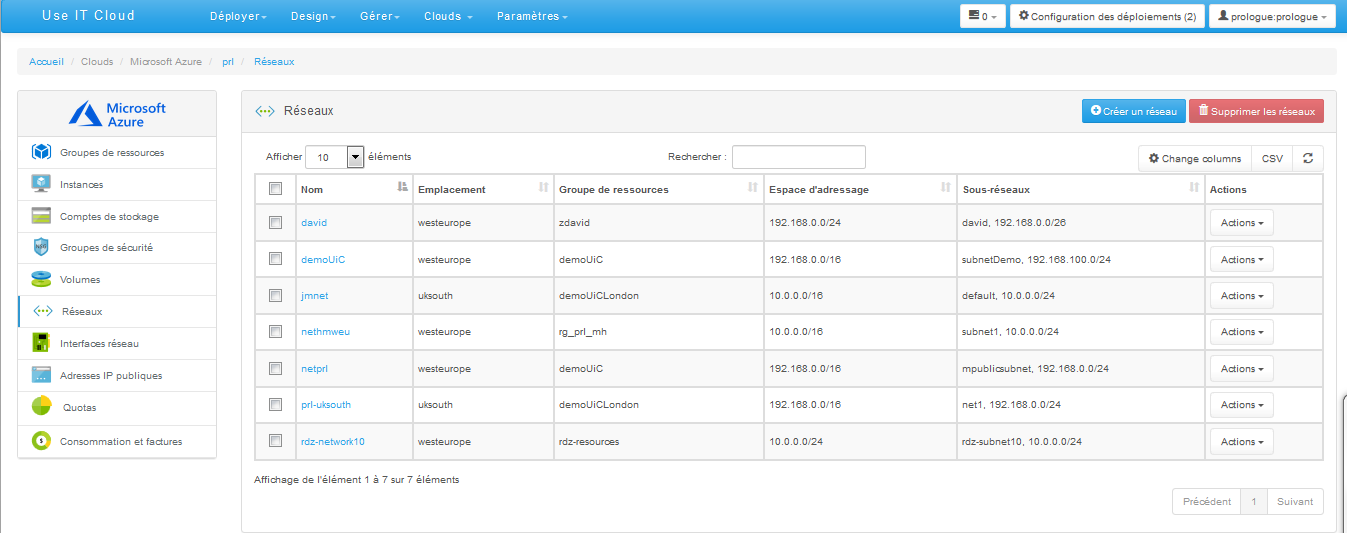 Use IT Cloud Déployer Design Gérer Clouds Paramètres 0 Configuration des déploiements (2) prologue:prologue
Accueil / Clouds / Microsoft Azure / prl / Réseaux
Microsoft
Azure
Groupes de ressources
Instances
Comptes de stockage
Groupes de sécurité
Volumes
Réseaux
Interfaces réseau
Adresses IP publiques
Quotas
Consommation et factures
Réseaux Créer un réseau Supprimer les réseaux
Afficher 10 éléments Rechercher : Change columns CSV
Nom Emplacement Groupe de ressources Espace d'adressage Sous-réseaux Actions
david westeurope zdavid 192.168.0.0/24 david, 192.168.0.0/26 Actions
demoUiC westeurope demoUiC 192.168.0.0/16 subnetDemo, 192.168.100.0/24 Actions
jmnet uksouth demoUiCLondon 10.0.0.0/16 default, 10.0.0.0/24 Actions
nethmweu westeurope rg_prl_mh 10.0.0.0/16 subnet1, 10.0.0.0/24 Actions
netprl westeurope demoUiC 192.168.0.0/16 mpublicsubnet, 192.168.0.0/24 Actions
prl-uksouth uksouth demoUiCLondon 192.168.0.0/16 net1, 192.168.0.0/24 Actions
rdz-network10 westeurope rdz-resources 10.0.0.0/24 rdz-subnet10, 10.0.0.0/24 Actions
Affichage de l'élément 1 à 7 sur 7 éléments
Précédent 1 Suivant